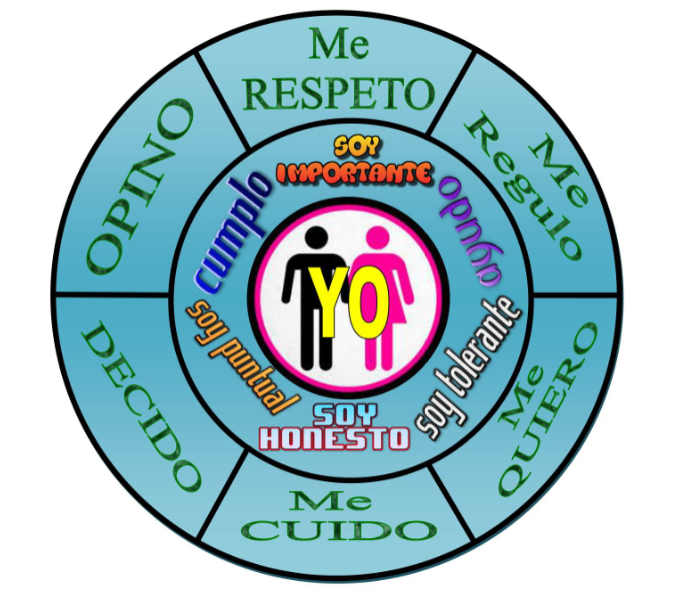 Me
RESPETO
Me
Regulo
Me
QUIERO
Me
CUIDO
DECIDO
OPINO
SOY
IMPORTANTE
ayudo
soy tolerante
SOY
HONESTO
soy puntual
cumplo
YO